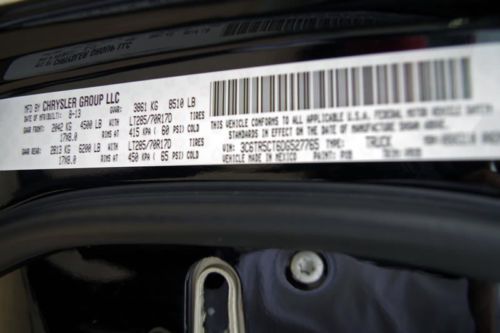 MFD BY CHRYSLER GROUP LLC
DATE OF MFR(BUILT): 8-13 GVWR: 3861 KG 8510 LB
GAWR FRONT: 2042 KG 4500 LB WITH LT285/70R17D TIRES
17X8.0 RIMS AT 415 KPA ( 60 PSI) COLD
GAWR REAR: 2813 KG 6200 LB WITH LT285/70R17D TIRES
17X8.0 RIMS AT 450 KPA ( 65 PSI) COLD
THIS VEHICLE CONFORMS TO ALL APPLICABLE U.S.A. FEDERAL MOTOR VEHICLE SAFETY
STANDARDS IN EFFECT ON THE DATE OF MANUFACTURE
VIN: 3C6TR5CT6DG527765 TYPE: TRUCK
VEHICLE MADE IN MEXICO PAINT: